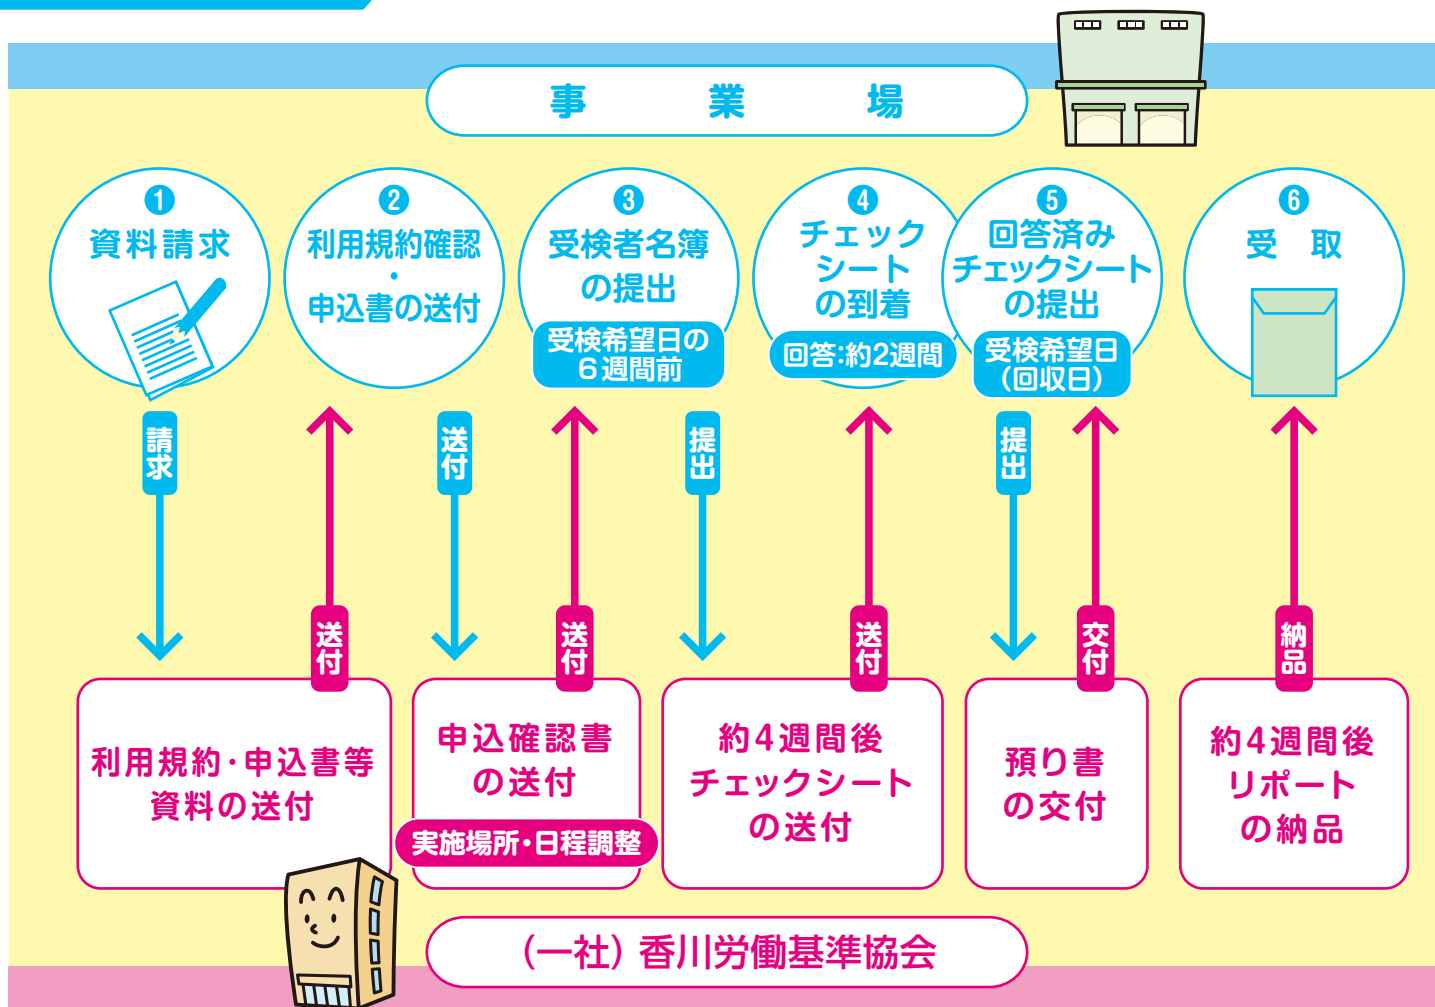 事業場
❶
資料請求
❷
利用規約確認
・
申込書の送付
❸
受検者名簿
の提出
受検希望日の
6週間前
❹
チェック
シート
の到着
回答:約2週間
❺
回答済み
チェックシート
の提出
受検希望日
（回収日）
❻
受取
請求
送付
送付
送付
提出
送付
提出
交付
納品
利用規約・申込書等
資料の送付
申込確認書
の送付
実施場所・日程調整
約4週間後
チェックシート
の送付
預り書
の交付
約4週間後
リポート
の納品
（一社）香川労働基準協会